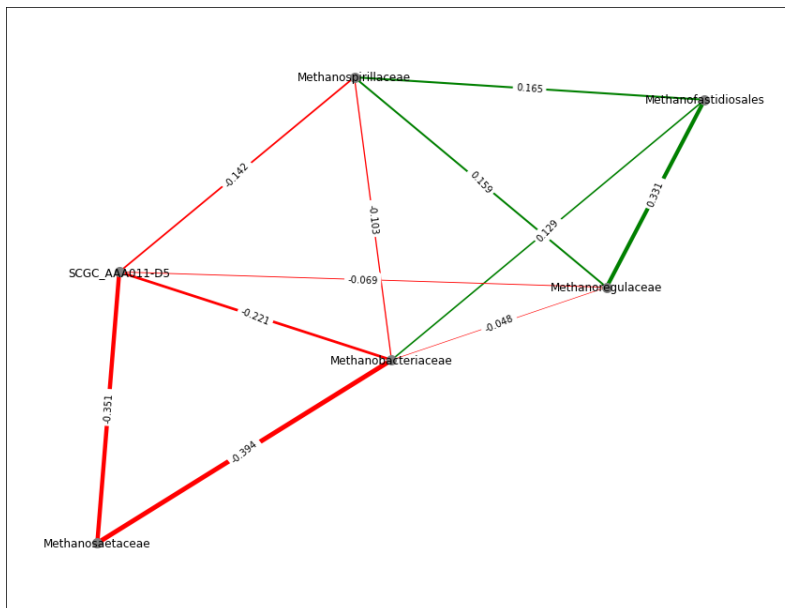 Methanospirillaceae
0.165
Methanofastidiosales
-0.142
0.159
0.331
-0.103
0.129
SCGC_AAA011-D5
-0.069
Methanoregulaceae
-0.221
-0.048
Methanobacteriaceae
-0.351
-0.394
Methanosaetaceae